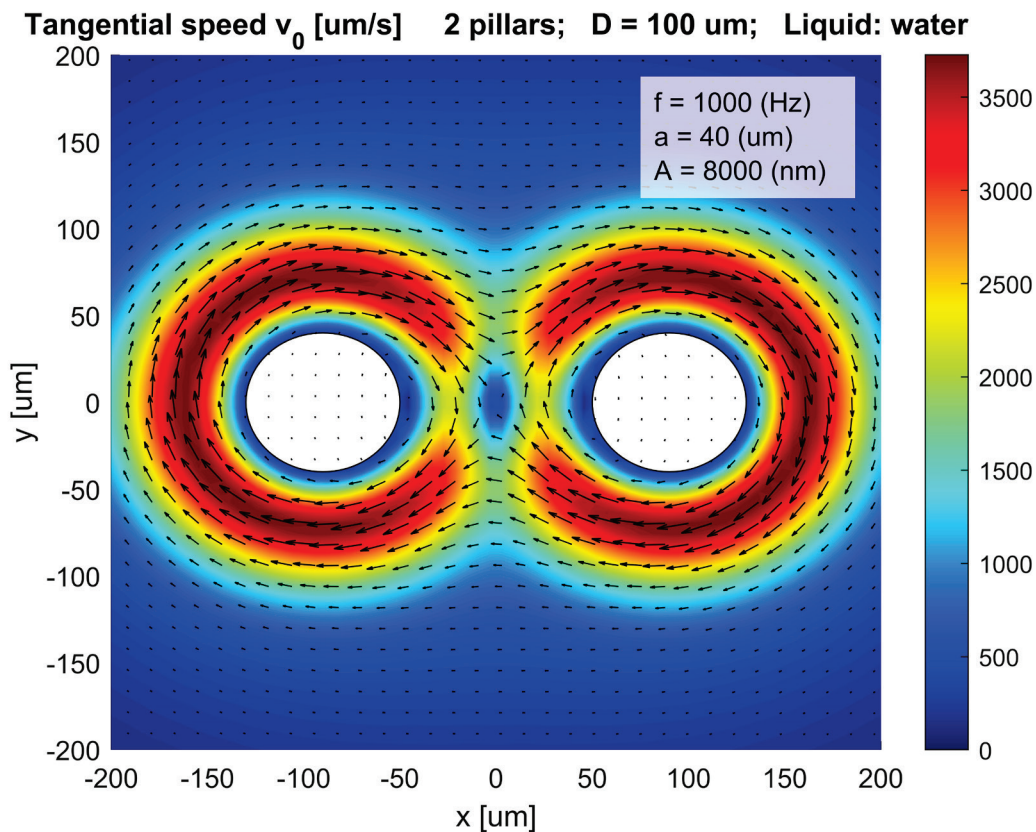 Tangential speed v0 [um/s] 2 pillars; D = 100 um; Liquid: water
f = 1000 (Hz)
a = 40 (um)
A = 8000 (nm)
200
150
100
50
0
-50
-100
-150
-200
y [um]
-200 -150 -100 -50 0 50 100 150 200
x [um]
3500
3000
2500
2000
1500
1000
500
0